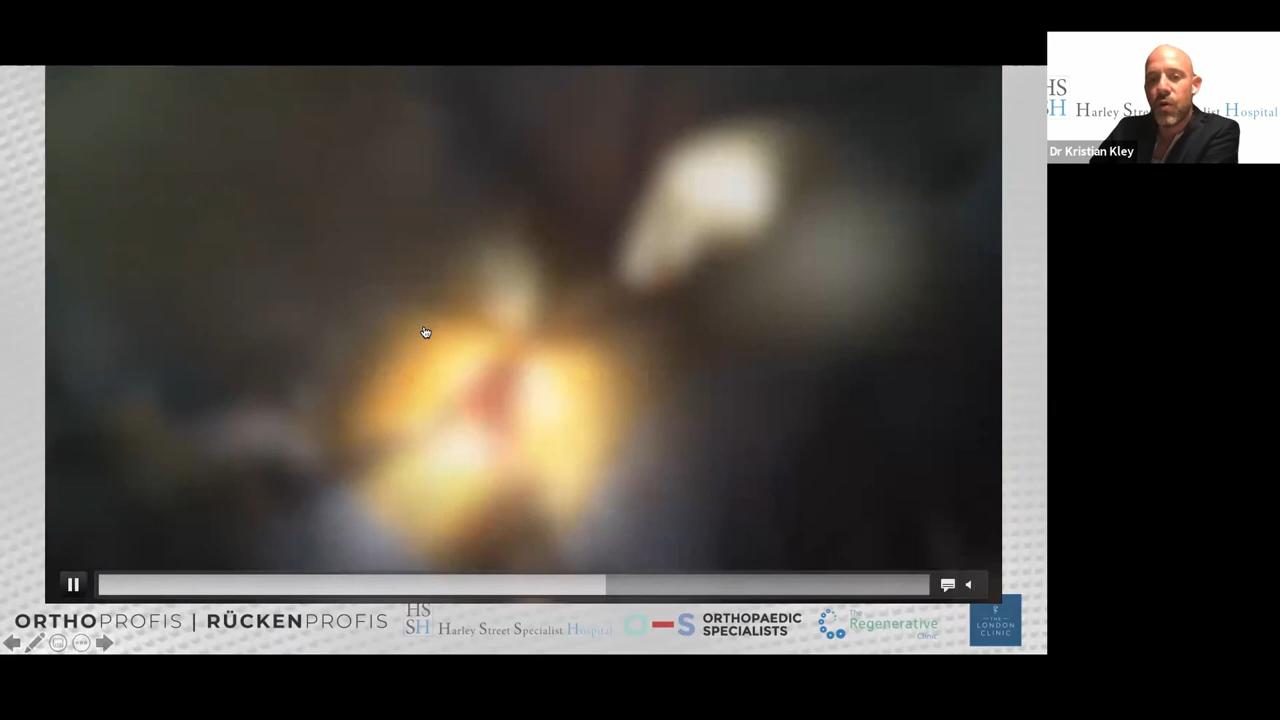 HS
SH Harley Stre   ist Hospital
Dr Kristian Kley
ORTHOPROFIS | RÜCKENPROFIS
HS
SH Harley Street Specialist Hospital
O-S ORTHOPAEDIC
SPECIALISTS
The
Regenerative
Clinic
THE
LONDON
CLINIC